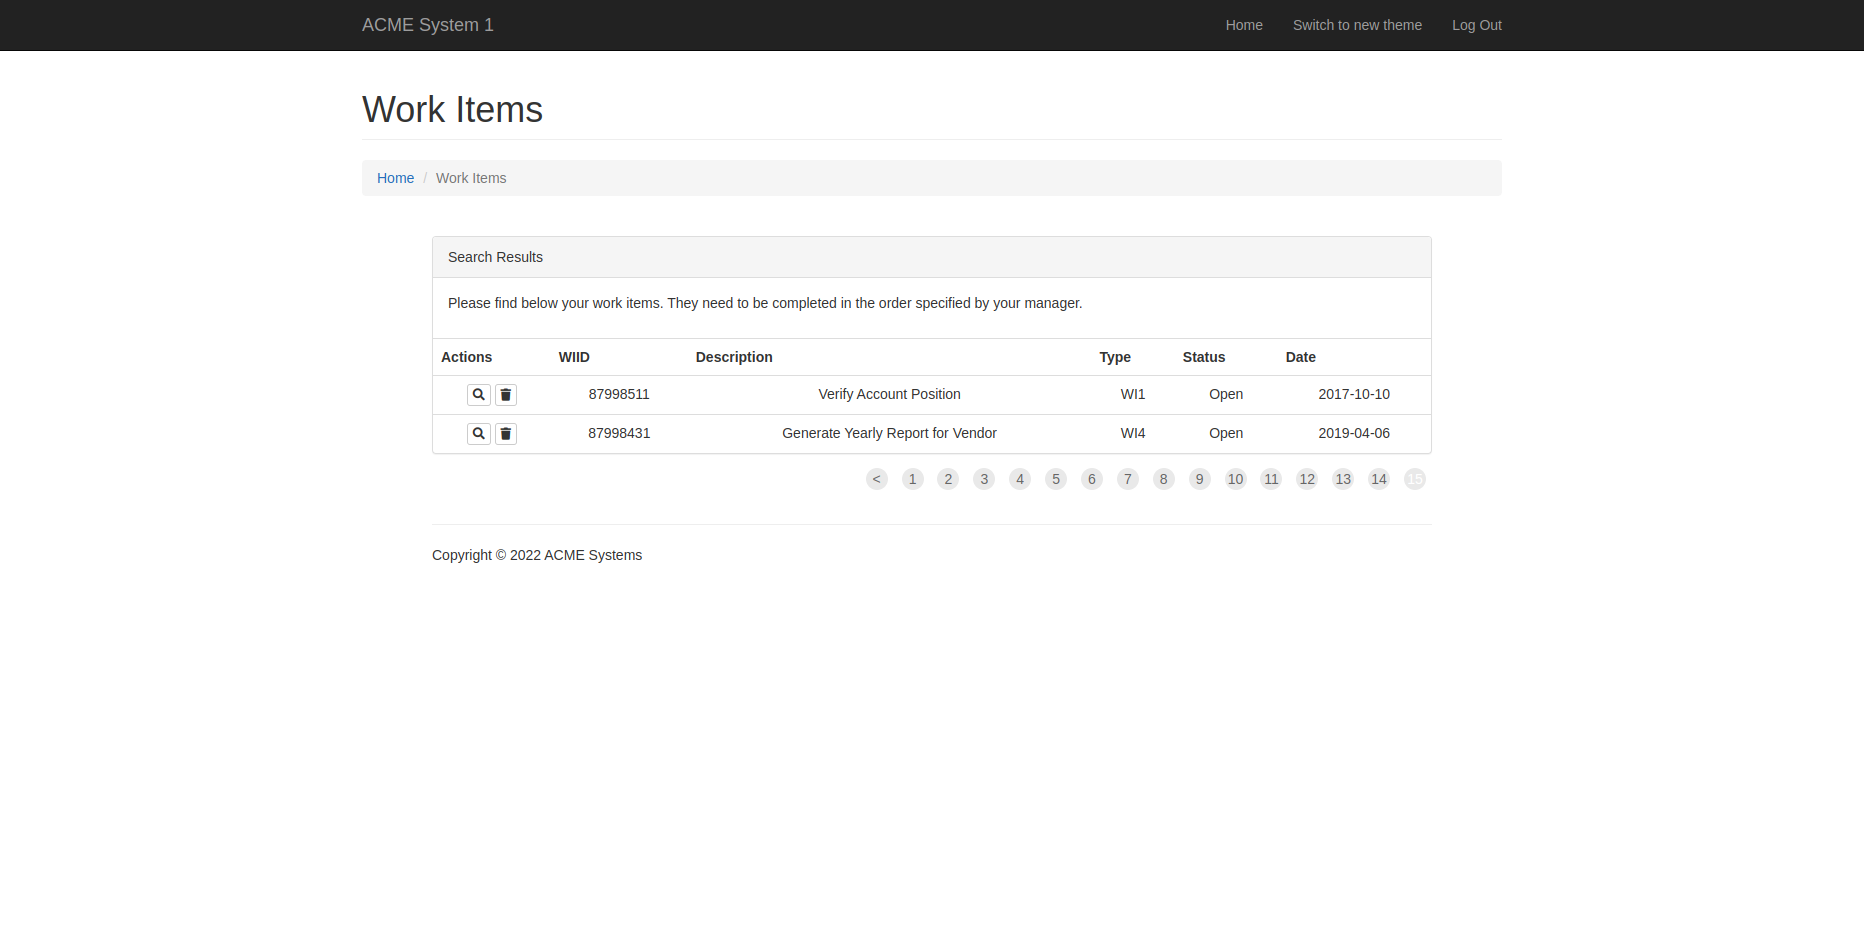 ACME System 1 Home Switch to new theme Log Out
Work Items
Home / Work Items
Search Results
Please find below your work items. They need to be completed in the order specified by your manager.
Actions WIID Description Type Status Date
87998511 Verify Account Position WI1 Open 2017-10-10
87998431 Generate Yearly Report for Vendor WI4 Open 2019-04-06
< 1 2 3 4 5 6 7 8 9 10 11 12 13 14 15
Copyright © 2022 ACME Systems